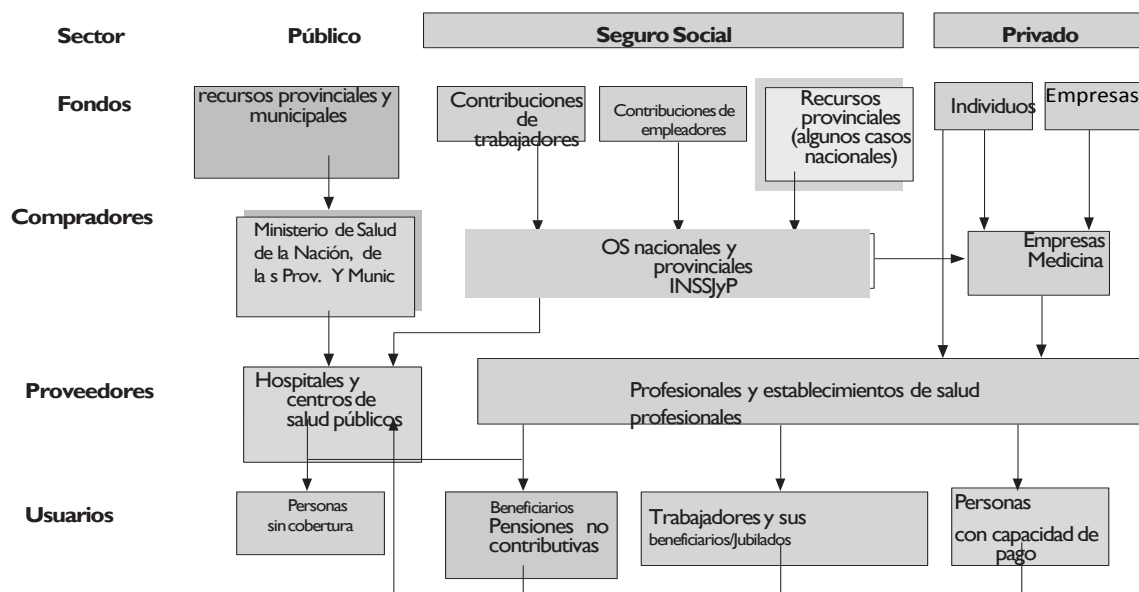 Sector
Público
Seguro Social
Privado
Fondos
recursos provinciales y
municipales
Contribuciones
de
trabajadores
Contribuciones de
empleadores
Recursos
provinciales
(algunos casos
nacionales)
Individuos
Empresas
Compradores
Ministerio de Salud
de la Nación, de
la s Prov. Y Munic
OS nacionales y
provinciales
INSSJyP
Empresas
Medicina
Proveedores
Hospitales y
centros de
salud públicos
Profesionales y establecimientos de salud
profesionales
Usuarios
Personas
sin cobertura
Beneficiarios
Pensiones no
contributivas
Trabajadores y sus
beneficiarios/Jubilados
Personas
con capacidad de
pago